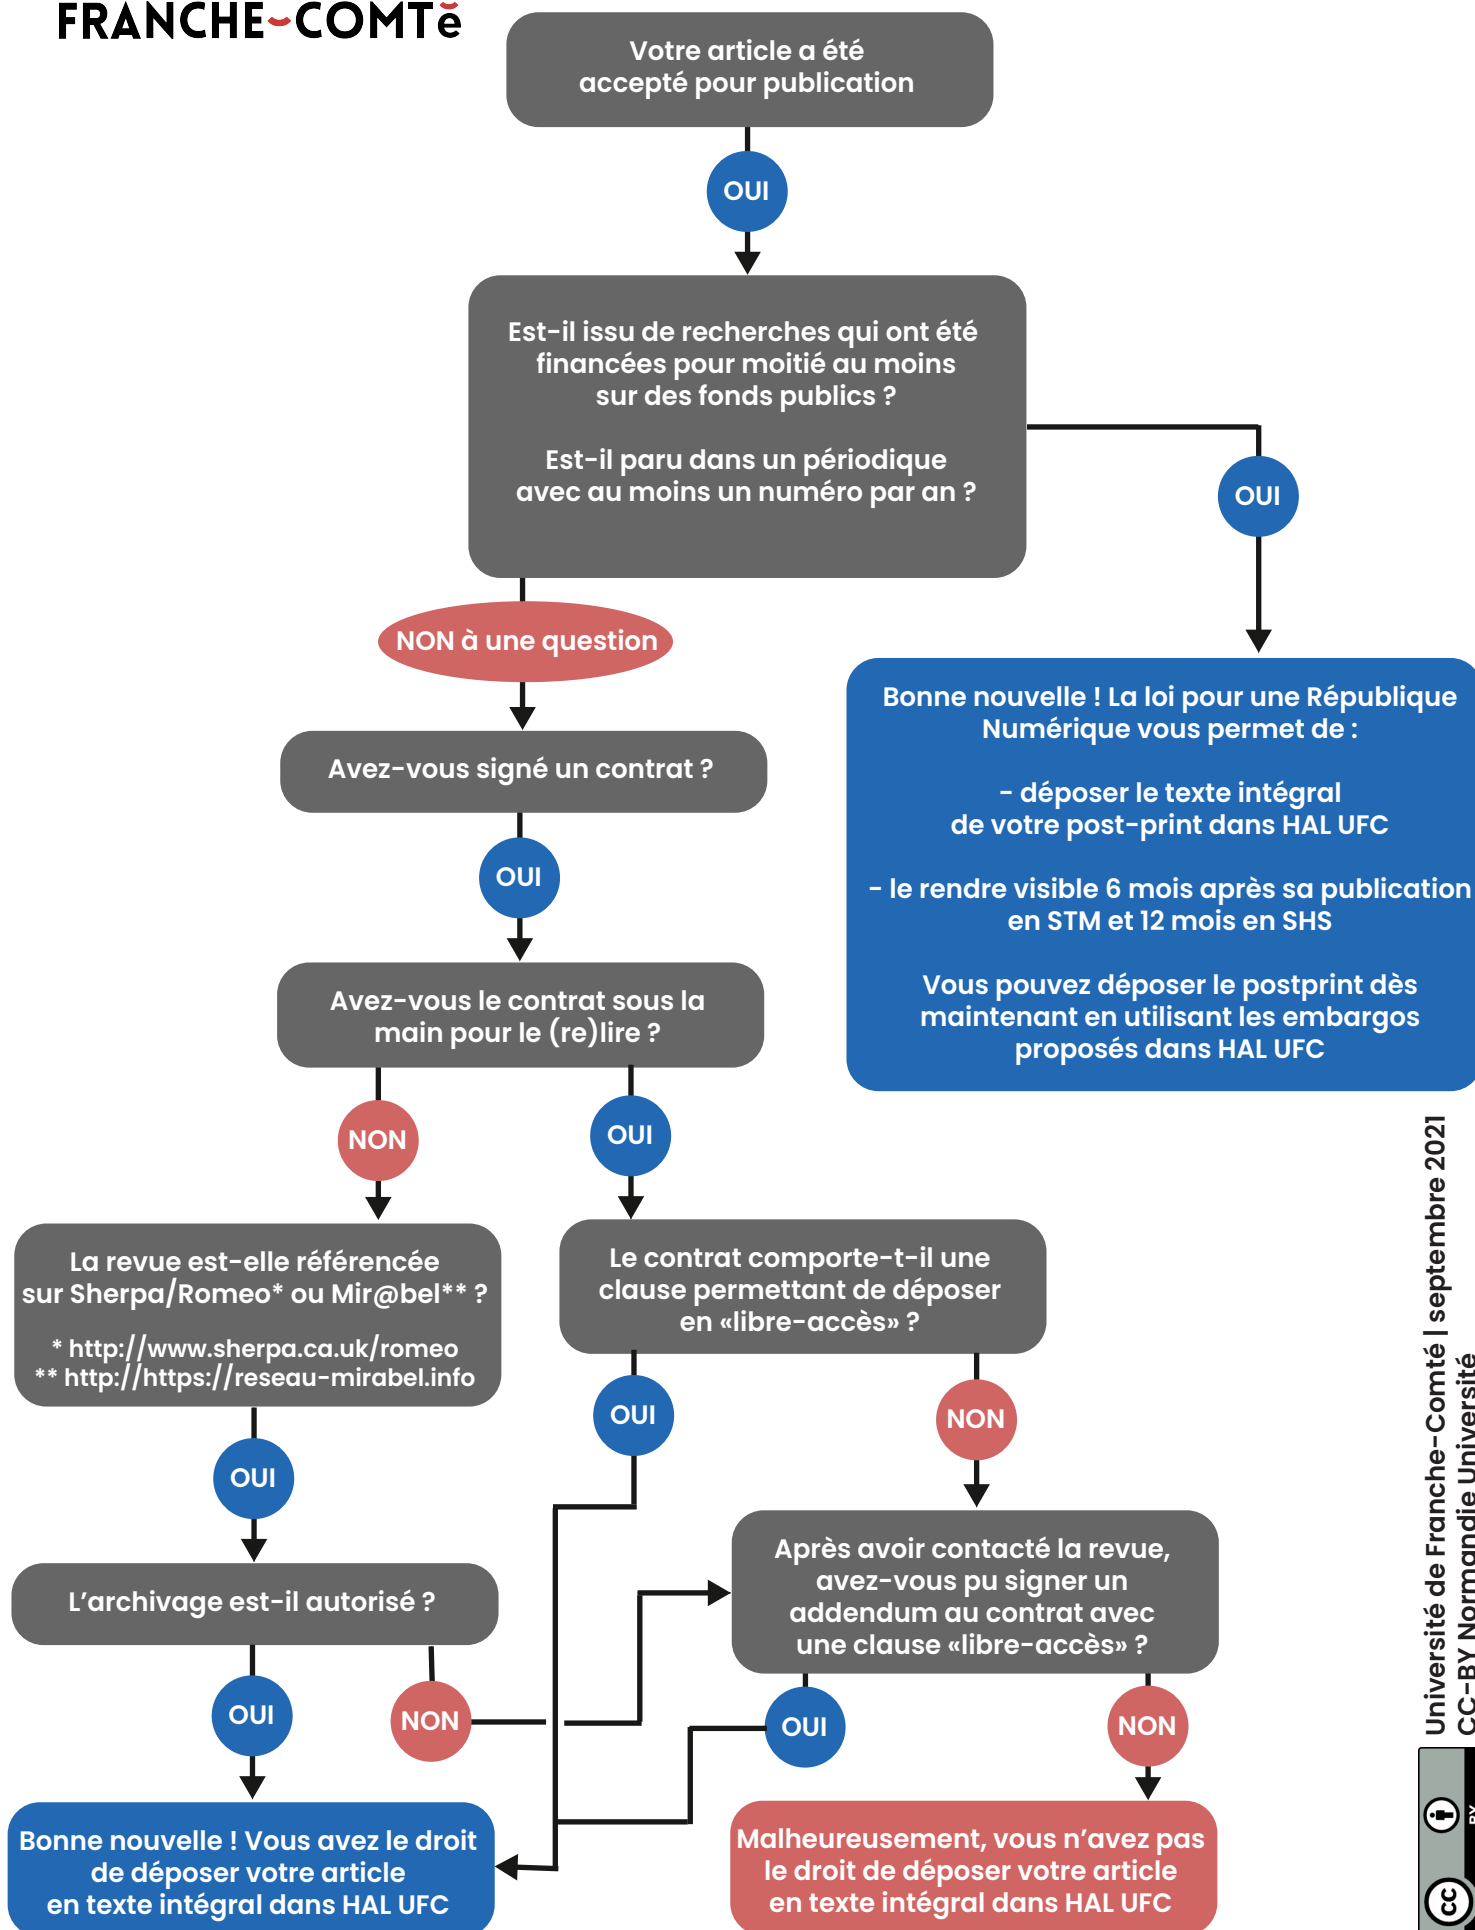 FRANCHE-COMTĕ
Votre article a été
accepté pour publication
OUI
Est-il issu de recherches qui ont été
financées pour moitié au moins
sur des fonds publics ?
Est-il paru dans un périodique
avec au moins un numéro par an ?
OUI
NON à une question
Bonne nouvelle ! La loi pour une République
Numérique vous permet de :
- déposer le texte intégral
de votre post-print dans HAL UFC
- le rendre visible 6 mois après sa publication
en STM et 12 mois en SHS
Vous pouvez déposer le postprint dès
maintenant en utilisant les embargos
proposés dans HAL UFC
Avez-vous signé un contrat ?
OUI
Avez-vous le contrat sous la
main pour le (re)lire ?
NON
OUI
La revue est-elle référencée
sur Sherpa/Romeo* ou Mir@bel** ?
* http://www.sherpa.ca.uk/romeo
** http://https://reseau-mirabel.info
Le contrat comporte-t-il une
clause permettant de déposer
en «libre-accès» ?
OUI
OUI
NON
L'archivage est-il autorisé ?
Après avoir contacté la revue,
avez-vous pu signer un
addendum au contrat avec
une clause «libre-accès» ?
OUI
NON
OUI
NON
Bonne nouvelle ! Vous avez le droit
de déposer votre article
en texte intégral dans HAL UFC
Malheureusement, vous n'avez pas
le droit de déposer votre article
en texte intégral dans HAL UFC
Université de Franche-Comté | septembre 2021
CC-BY Normandie Université
cc
BY